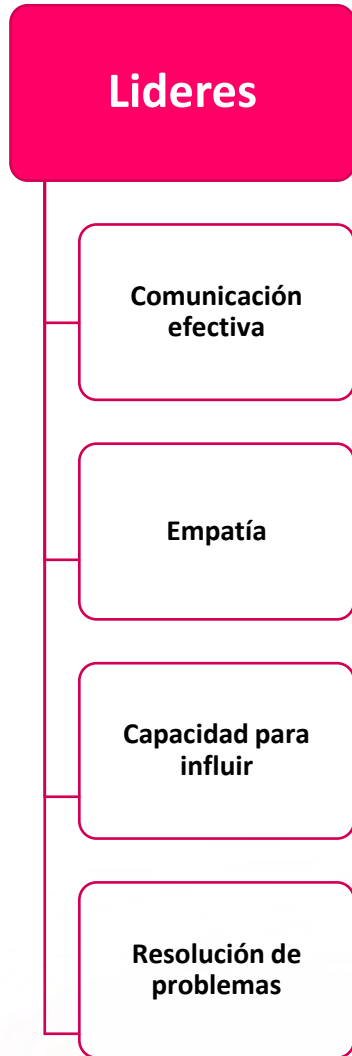 Lideres
Comunicación
efectiva
Empatía
Capacidad para
influir
Resolución de
problemas